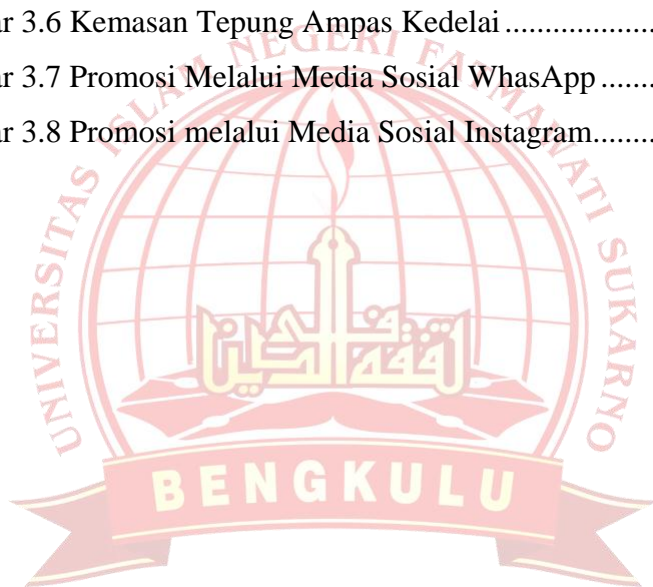 ar 3.6 Kemasan Tepung Ampas Kedelai ...................
ar 3.7 Promosi Melalui Media Sosial WhasApp ........
ar 3.8 Promosi melalui Media Sosial Instagram.........
UNIVERSITAS ISLAM NEGERI FATMAWATI SUKARNO
BENGKULU